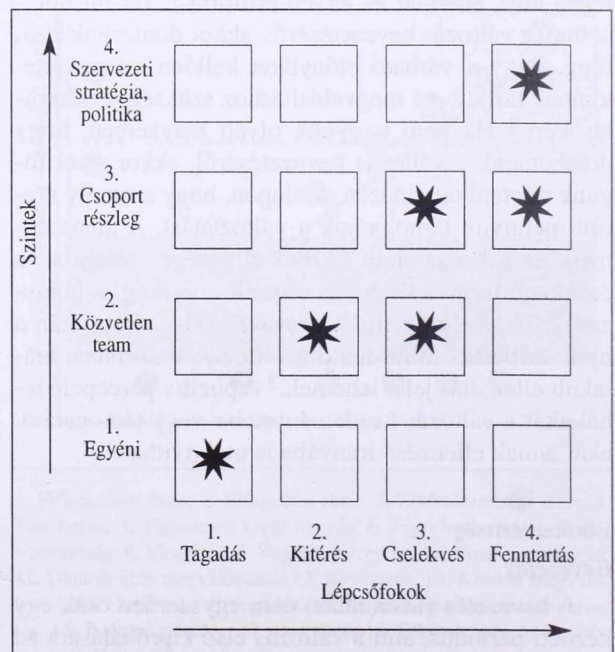 4.
Szervezeti
stratégia,
politika
3.
Csoport
részleg
Szintek
2.
Közvetlen
team
1.
Egyéni
1.
Tagadás
2.
Kitérés
3.
Cselekvés
4.
Fenntartás
Lépcsőfokok